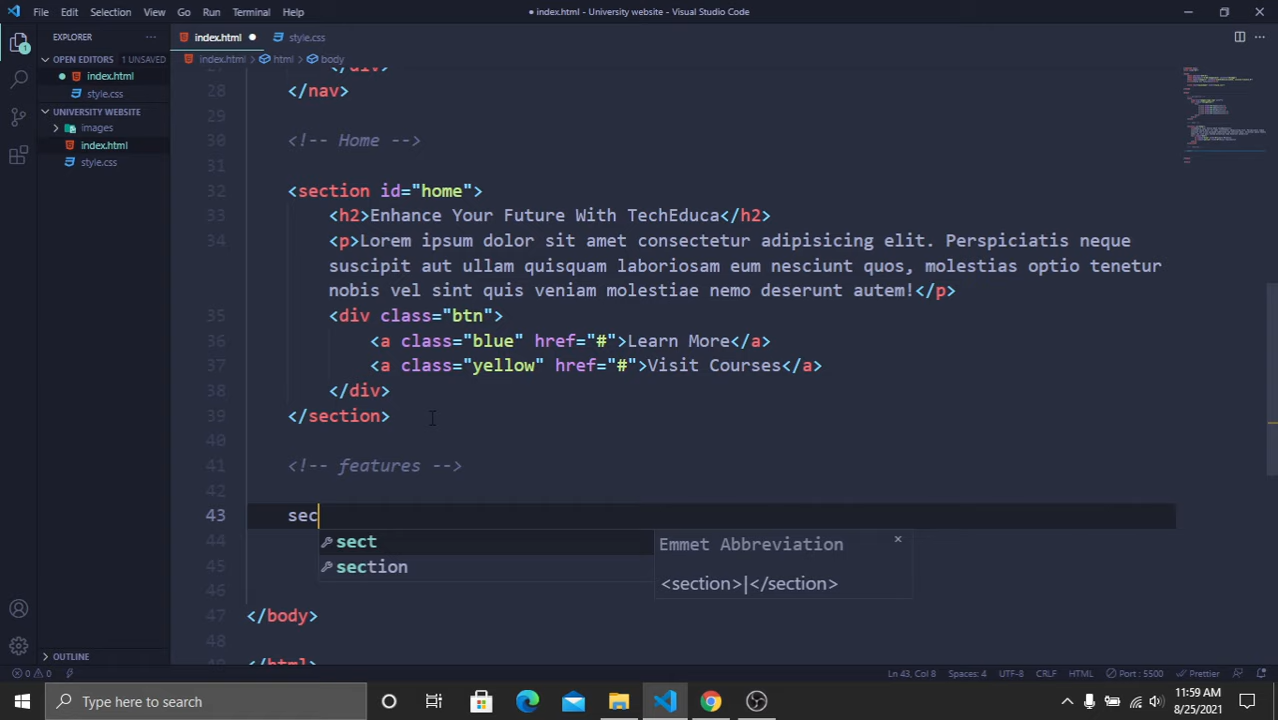 File Edit Selection View Go Run Terminal Help
● index.html - University website - Visual Studio Code
EXPLORER
index.html
style.css
OPEN EDITORS 1 UNSAVED
index.html > html > body
index.html
style.css
UNIVERSITY WEBSITE
images
index.html
style.css
</div>
28 </nav>
29
30 <!-- Home -->
31
32 <section id="home">
33 <h2>Enhance Your Future With TechEduca</h2>
34 <p>Lorem ipsum dolor sit amet consectetur adipisicing elit. Perspiciatis neque
suscipit aut ullam quisquam laboriosam eum nesciunt quos, molestias optio tenetur
nobis vel sint quis veniam molestiae nemo deserunt autem!</p>
35 <div class="btn">
36 <a class="blue" href="#">Learn More</a>
37 <a class="yellow" href="#">Visit Courses</a>
38 </div>
39 </section>
40
41 <!-- features -->
42
43 sec
44
sect
section
Emmet Abbreviation
<section>|</section>
45
46
47 </body>
48
</html>
OUTLINE
0 0
Ln 43, Col 8 Spaces: 4 UTF-8 CRLF HTML Port : 5500 Prettier
1
Type here to search
11:59 AM
8/25/2021